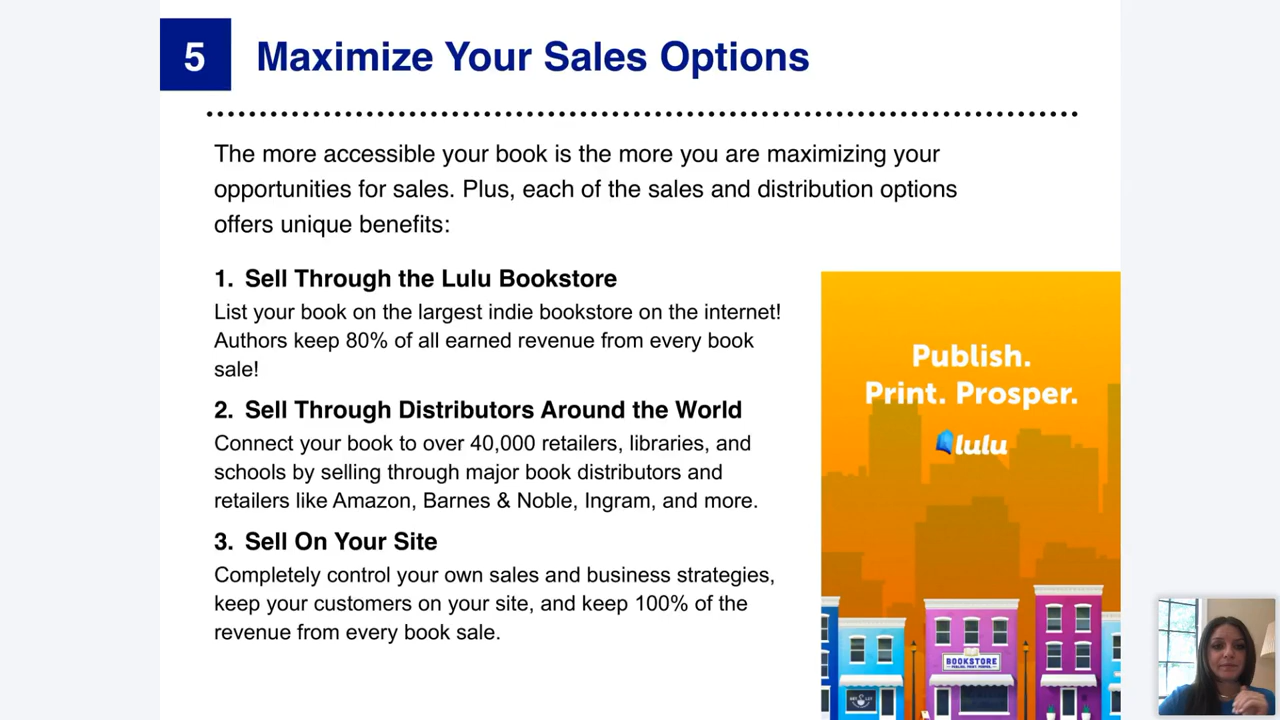 5 Maximize Your Sales Options
The more accessible your book is the more you are maximizing your
opportunities for sales. Plus, each of the sales and distribution options
offers unique benefits:
1. Sell Through the Lulu Bookstore
List your book on the largest indie bookstore on the internet!
Authors keep 80% of all earned revenue from every book
sale!
2. Sell Through Distributors Around the World
Connect your book to over 40,000 retailers, libraries, and
schools by selling through major book distributors and
retailers like Amazon, Barnes & Noble, Ingram, and more.
3. Sell On Your Site
Completely control your own sales and business strategies,
keep your customers on your site, and keep 100% of the
revenue from every book sale.
Publish.
Print. Prosper.
lulu
BOOKSTORE
PUBLISH. PRINT. PROSPER.